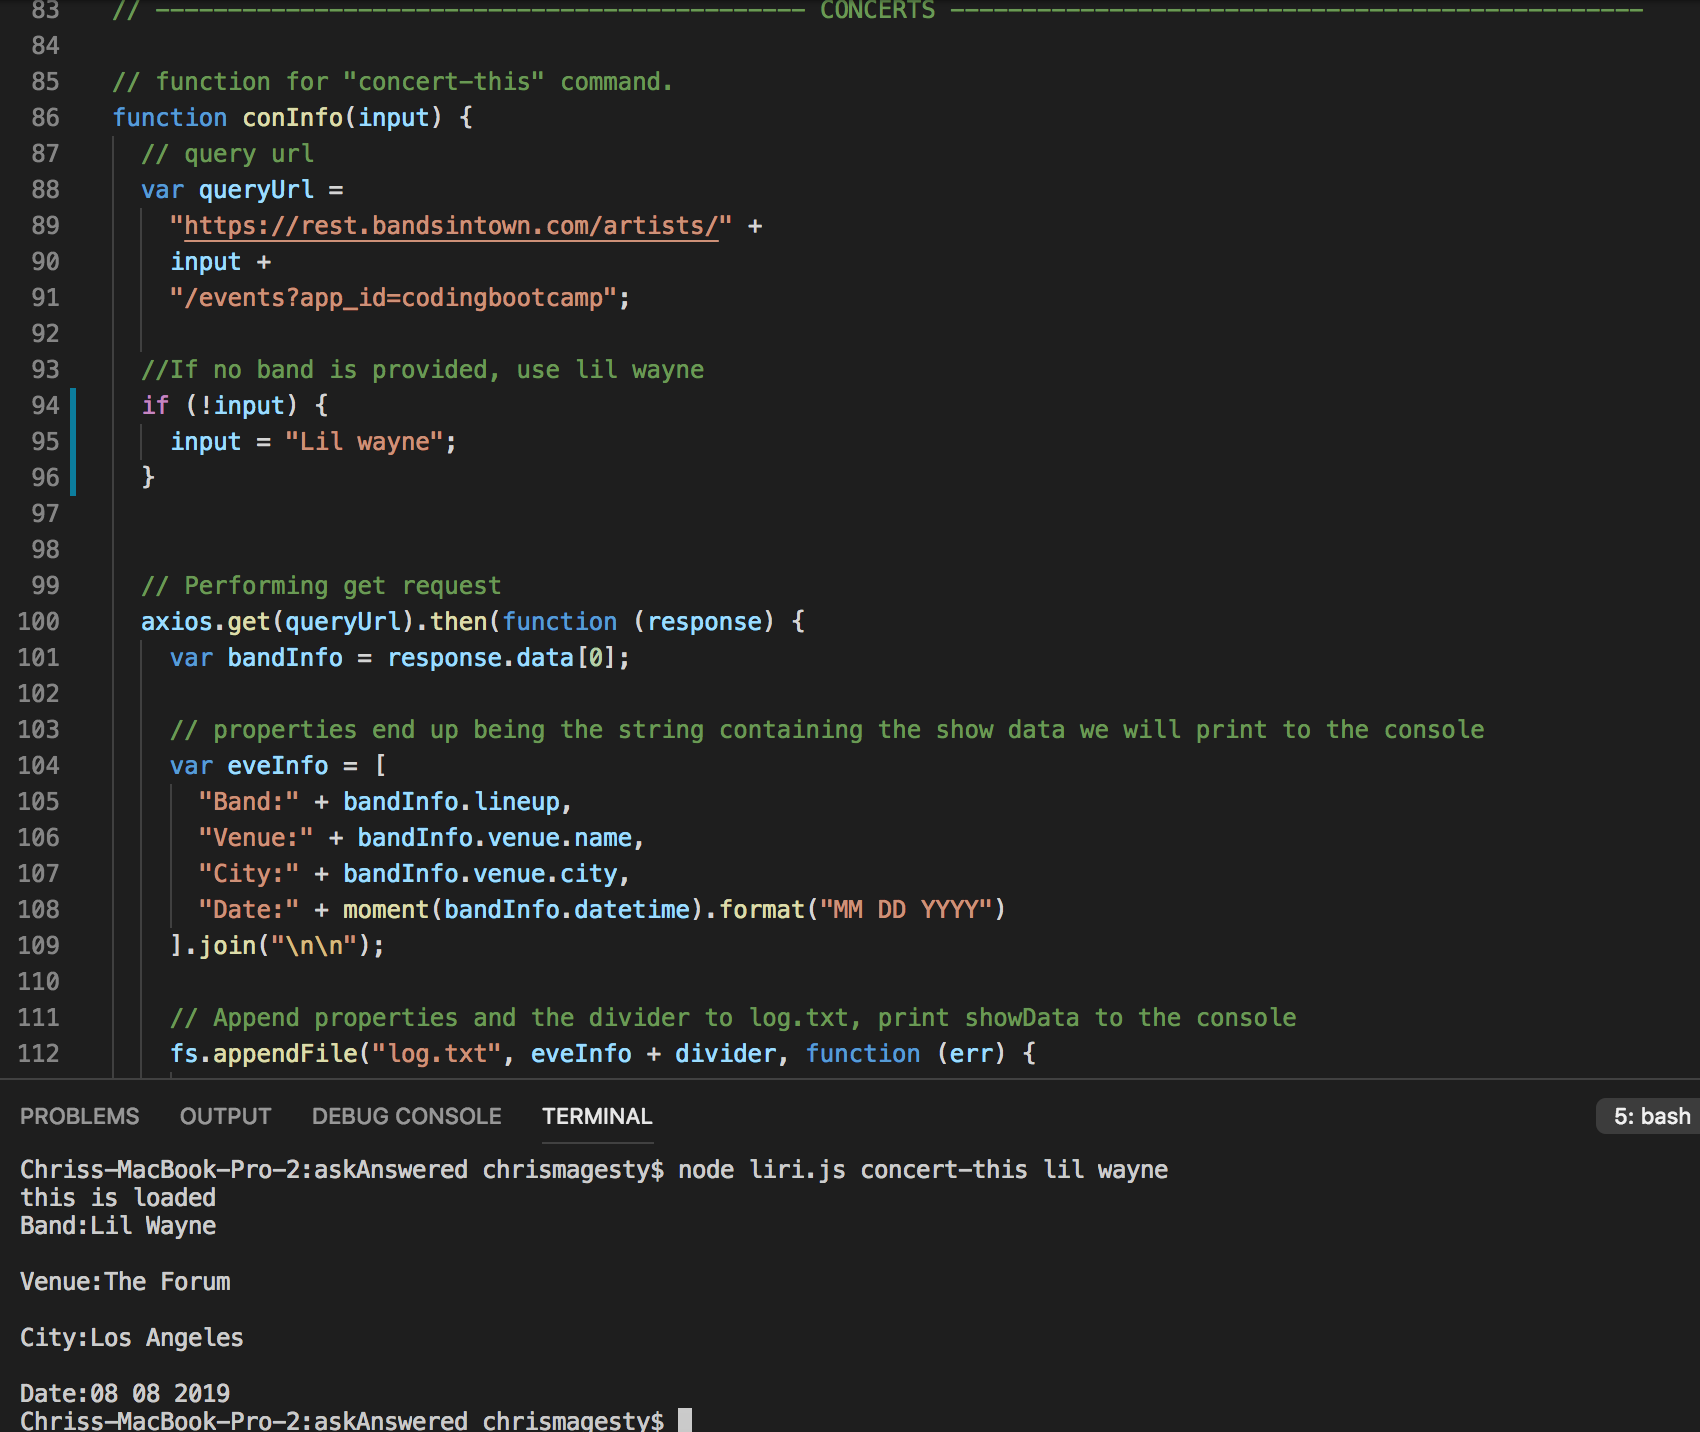 83 // --------------------------------------------- CONCERTS ------------------------------------------------
84
85 // function for "concert-this" command.
86 function conInfo(input) {
87 // query url
88 var queryUrl =
89 "https://rest.bandsintown.com/artists/" +
90 input +
91 "/events?app_id=codingbootcamp";
92
93 //If no band is provided, use lil wayne
94 if (!input) {
95 input = "Lil wayne";
96 }
97
98
99 // Performing get request
100 axios.get(queryUrl).then(function (response) {
101 var bandInfo = response.data[0];
102
103 // properties end up being the string containing the show data we will print to the console
104 var eveInfo = [
105 "Band:" + bandInfo.lineup,
106 "Venue:" + bandInfo.venue.name,
107 "City:" + bandInfo.venue.city,
108 "Date:" + moment(bandInfo.datetime).format("MM DD YYYY")
109 ].join("\n\n");
110
111 // Append properties and the divider to log.txt, print showData to the console
112 fs.appendFile("log.txt", eveInfo + divider, function (err) {
PROBLEMS OUTPUT DEBUG CONSOLE TERMINAL 5: bash
Chriss-MacBook-Pro-2:askAnswered chrismagesty$ node liri.js concert-this lil wayne
this is loaded
Band:Lil Wayne
Venue:The Forum
City:Los Angeles
Date:08 08 2019
Chriss-MacBook-Pro-2:askAnswered chrismagesty$